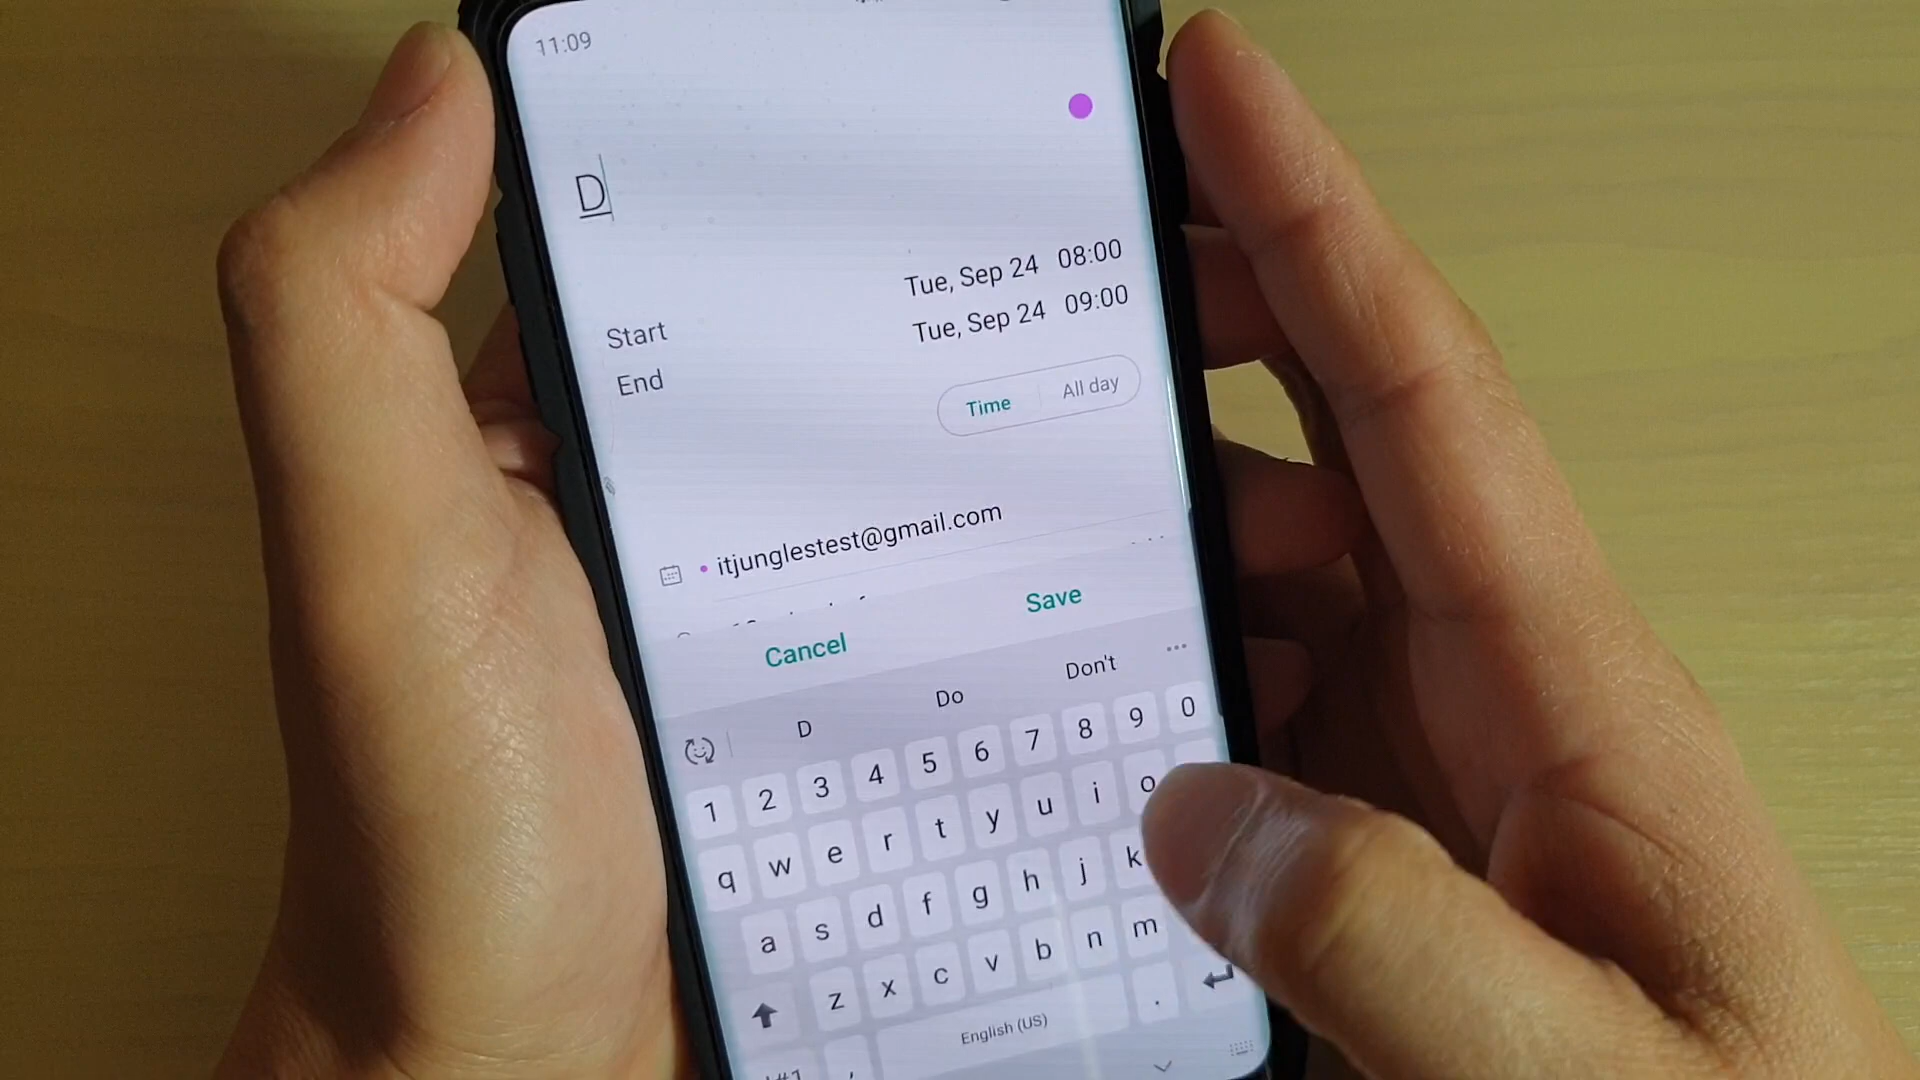 11:09
D
Start Tue, Sep 24 08:00
End Tue, Sep 24 09:00
Time All day
itjunglestest@gmail.com
Cancel Save
D Do Don't
1 2 3 4 5 6 7 8 9 0
q w e r t y u i o
a s d f g h j k
z x c v b n m
!#1 , English (US) .